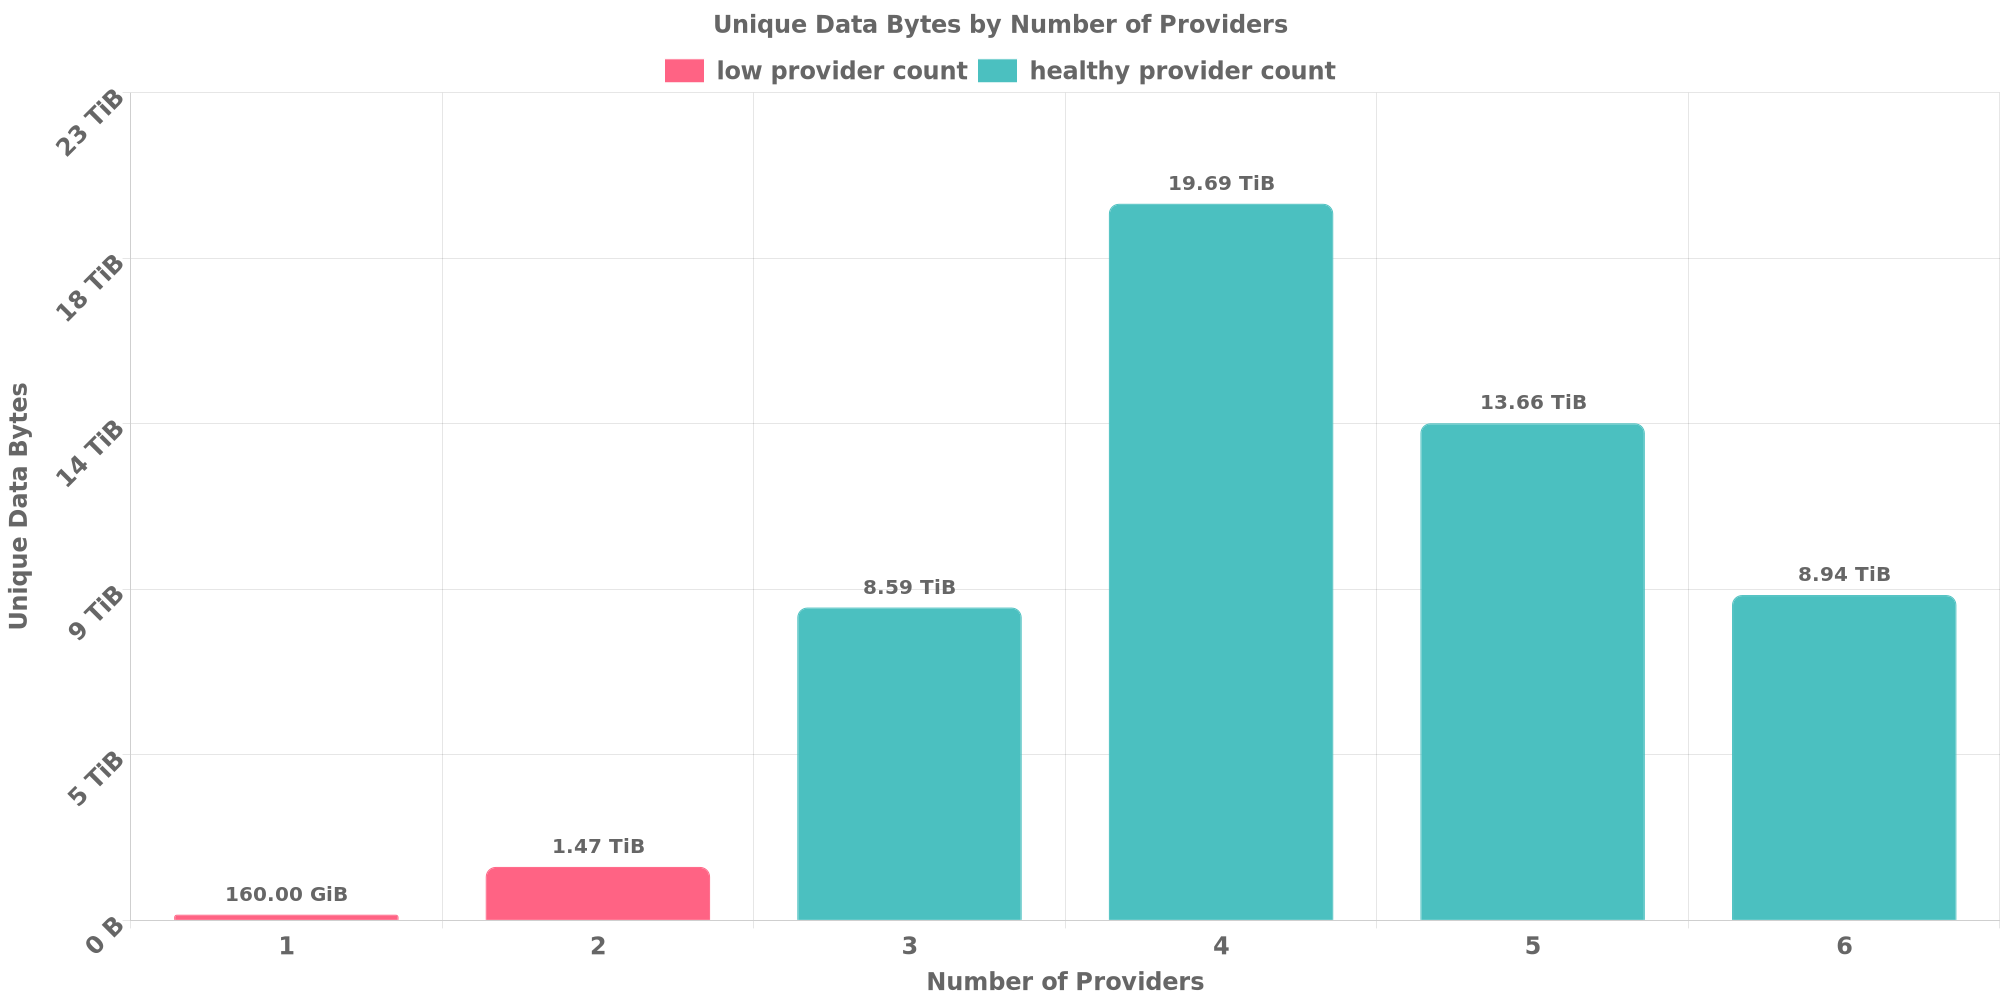 Unique Data Bytes by Number of Providers
low provider count healthy provider count
23 TiB
18 TiB
14 TiB
9 TiB
5 TiB
0 B
Unique Data Bytes
160.00 GiB
1.47 TiB
8.59 TiB
19.69 TiB
13.66 TiB
8.94 TiB
1 2 3 4 5 6
Number of Providers